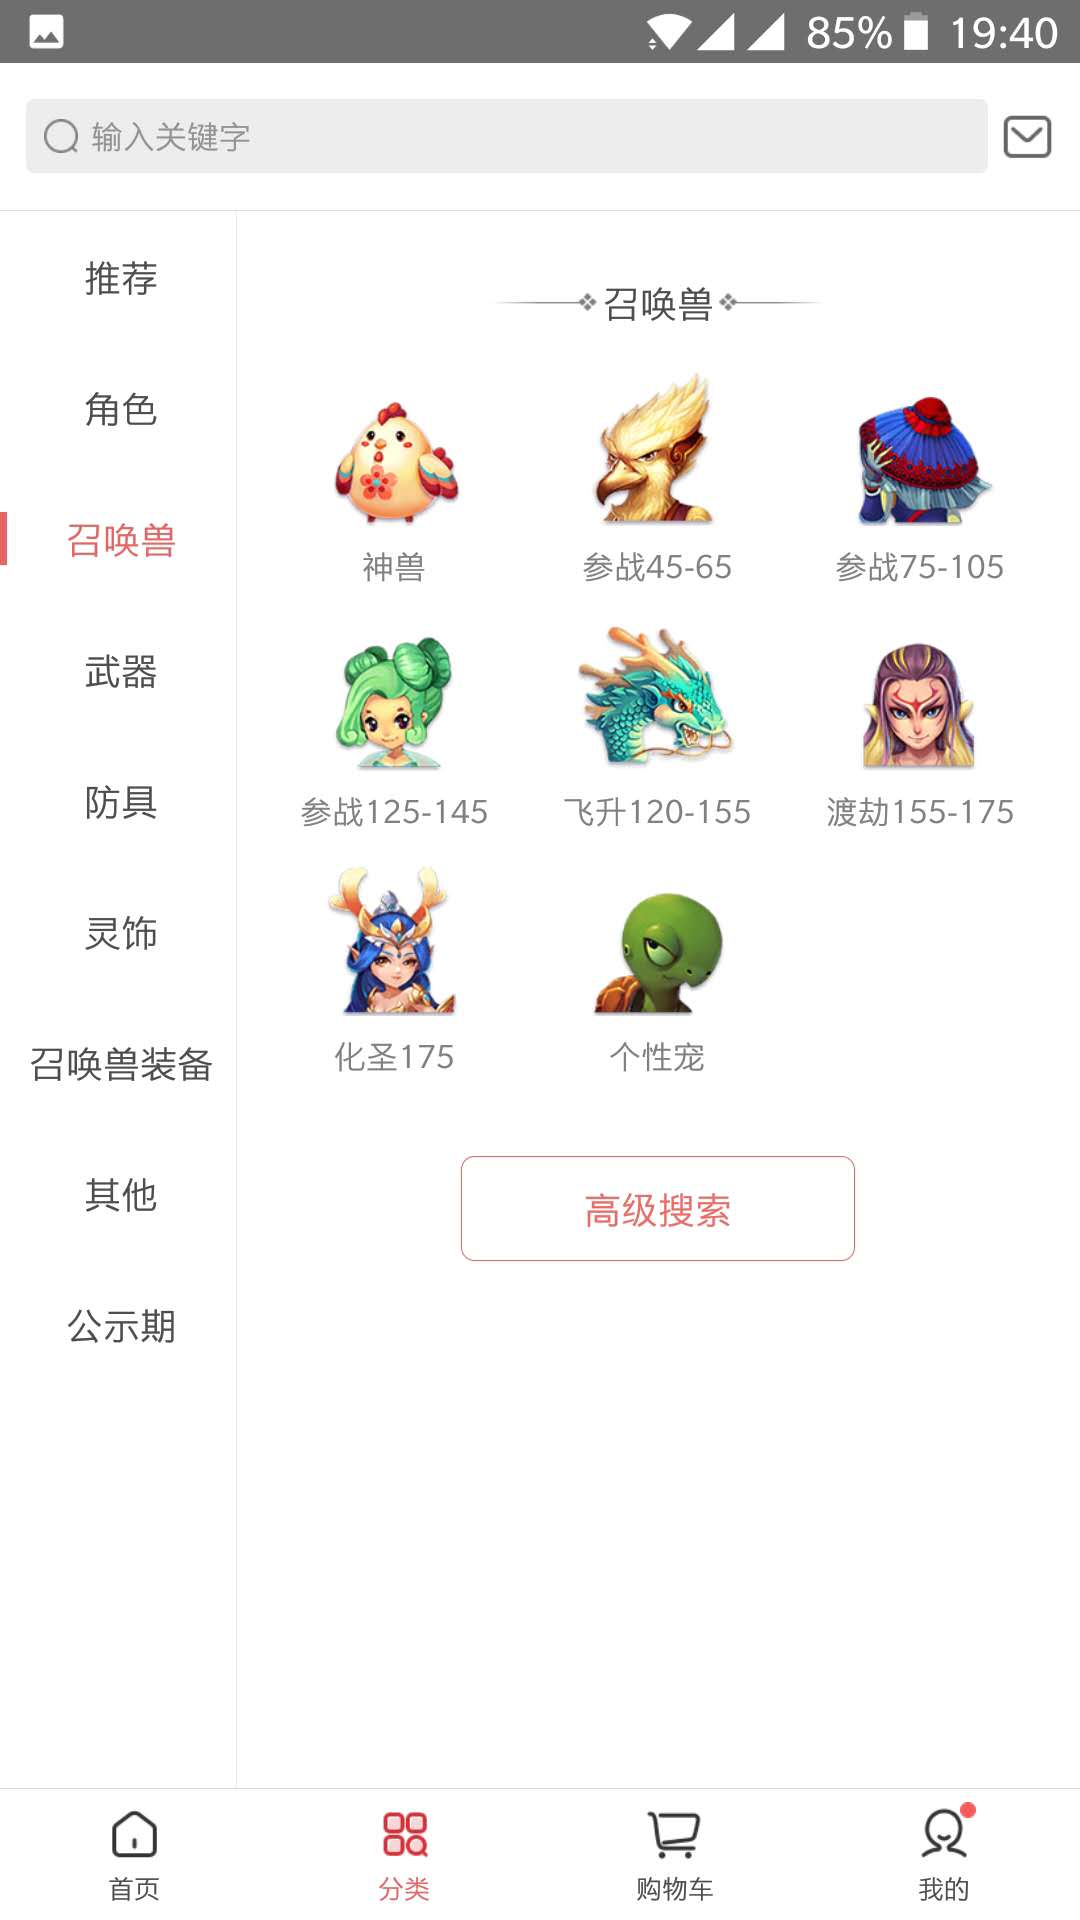 85% 19:40
输入关键字
推荐
角色
召唤兽
武器
防具
灵饰
召唤兽装备
其他
公示期
召唤兽
神兽 参战45-65 参战75-105
参战125-145 飞升120-155 渡劫155-175
化圣175 个性宠
高级搜索
首页 分类 购物车 我的